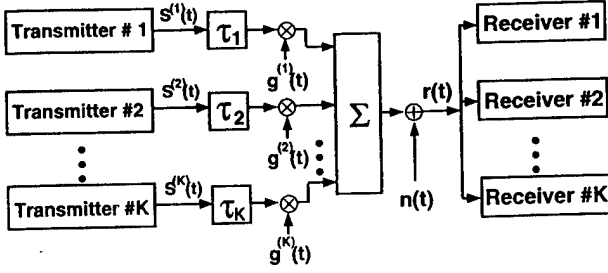 Transmitter # 1
S^(1)(t)
τ1
g^(1)(t)
Transmitter #2
S^(2)(t)
τ2
g^(2)(t)
Transmitter #K
S^(K)(t)
τK
g^(K)(t)
Σ
r(t)
n(t)
Receiver #1
Receiver #2
Receiver #K